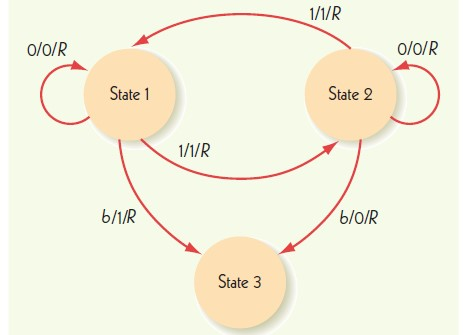 1/1/R
0/0/R
0/0/R
State 1
State 2
1/1/R
b/1/R
b/0/R
State 3